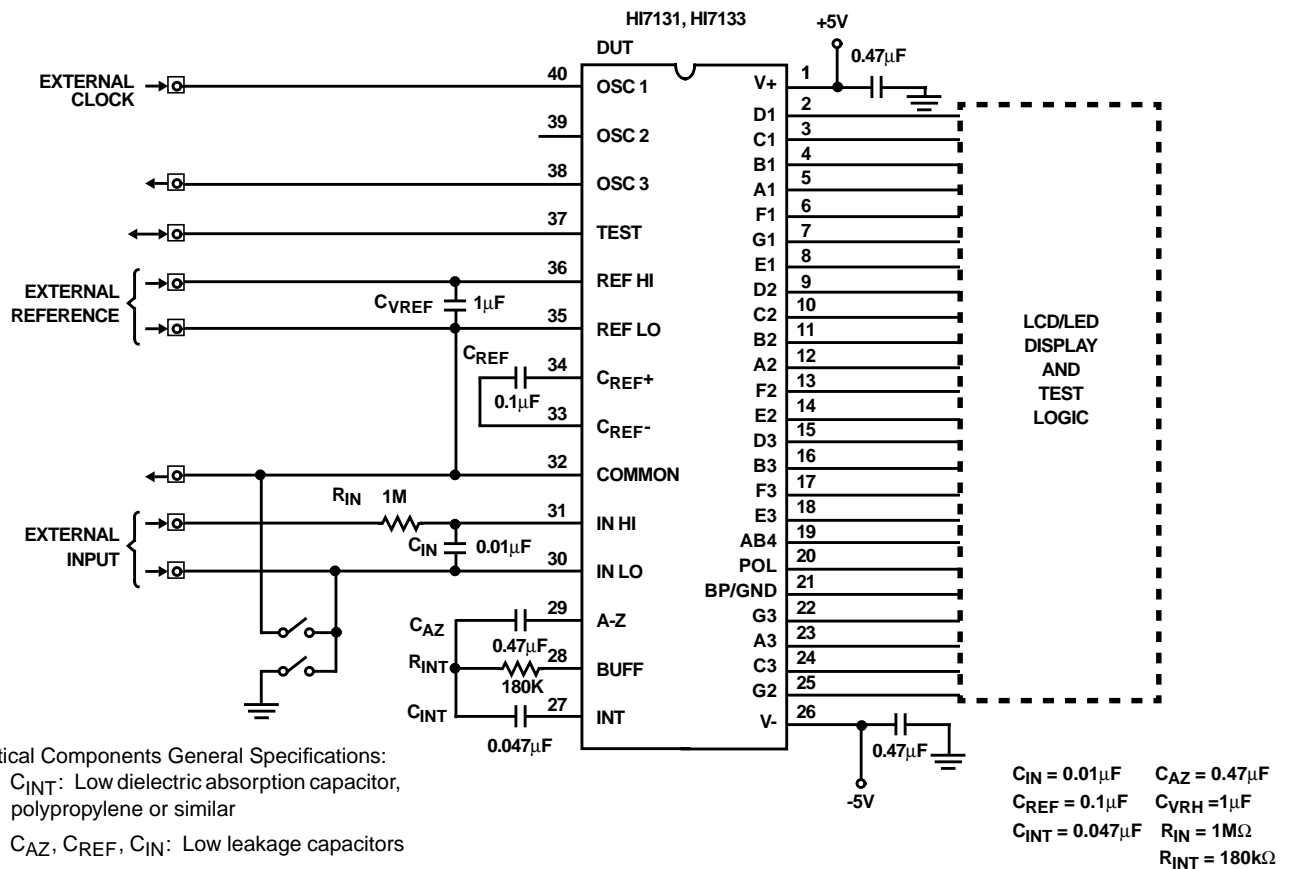 HI7131, HI7133
DUT
+5V
0.47μF
EXTERNAL
CLOCK
40
OSC 1
39
OSC 2
38
OSC 3
37
TEST
EXTERNAL
REFERENCE
36
REF HI
CVREF
1μF
35
REF LO
CREF
34
CREF+
0.1μF
33
CREF-
32
COMMON
RIN
1M
31
IN HI
EXTERNAL
INPUT
CIN
0.01μF
30
IN LO
CAZ
29
A-Z
0.47μF
RINT
28
BUFF
180K
CINT
27
INT
0.047μF
V+
1
D1
2
C1
3
B1
4
A1
5
F1
6
G1
7
E1
8
D2
9
C2
10
B2
11
A2
12
F2
13
E2
14
D3
15
B3
16
F3
17
E3
18
AB4
19
POL
20
BP/GND
21
G3
22
A3
23
C3
24
G2
25
V-
26
0.47μF
-5V
LCD/LED
DISPLAY
AND
TEST
LOGIC
tical Components General Specifications:
CINT: Low dielectric absorption capacitor,
polypropylene or similar
CAZ, CREF, CIN: Low leakage capacitors
CIN = 0.01μF CAZ = 0.47μF
CREF = 0.1μF CVRH =1μF
CINT = 0.047μF RIN = 1MΩ
RINT = 180kΩ